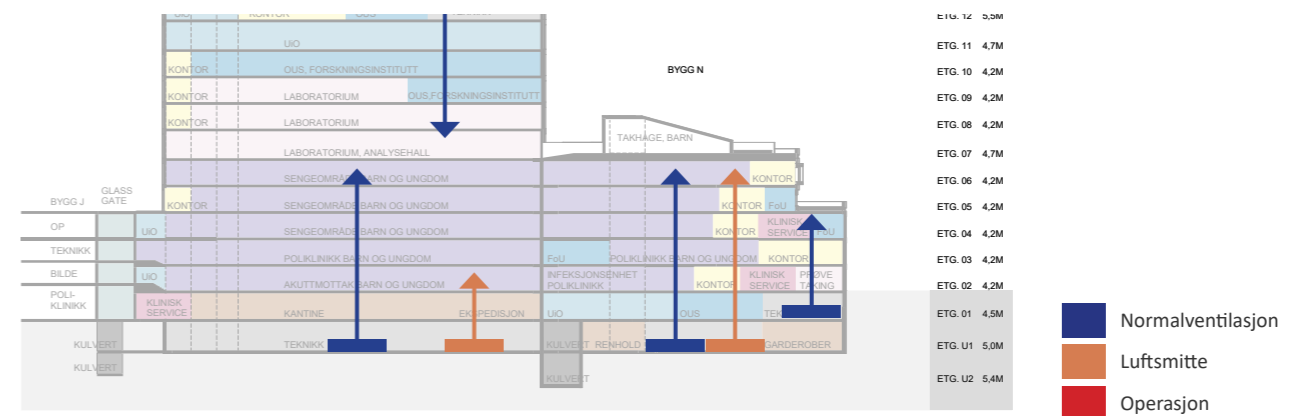 UiO KONTOR OUS ETG. 12 5,5M
UiO ETG. 11 4,7M
KONTOR OUS, FORSKNINGSINSTITUTT BYGG N ETG. 10 4,2M
KONTOR LABORATORIUM OUS,FORSKNINGSINSTITUTT ETG. 09 4,2M
KONTOR LABORATORIUM ETG. 08 4,2M
TAKHAGE, BARN
LABORATORIUM, ANALYSEHALL ETG. 07 4,7M
SENGEOMRÅDE BARN OG UNGDOM KONTOR ETG. 06 4,2M
GLASS
BYGG J GATE KONTOR SENGEOMRÅDE BARN OG UNGDOM KONTOR FoU ETG. 05 4,2M
OP UiO SENGEOMRÅDE BARN OG UNGDOM KONTOR KLINISK SERVICE FoU ETG. 04 4,2M
TEKNIKK POLIKLINIKK BARN OG UNGDOM FoU POLIKLINIKK BARN OG UNGDOM KONTOR ETG. 03 4,2M
BILDE UiO AKUTTMOTTAK BARN OG UNGDOM INFEKSJONSENHET POLIKLINIKK KONTOR KLINISK SERVICE PRØVE TAKING ETG. 02 4,2M
POLI-
KLINIKK KLINISK SERVICE KANTINE EKSPEDISJON UiO OUS ETG. 01 4,5M
KULVERT TEKNIKK KULVERT RENHOLD GARDEROBER ETG. U1 5,0M
KULVERT KULVERT ETG. U2 5,4M
Normalventilasjon
Luftsmitte
Operasjon